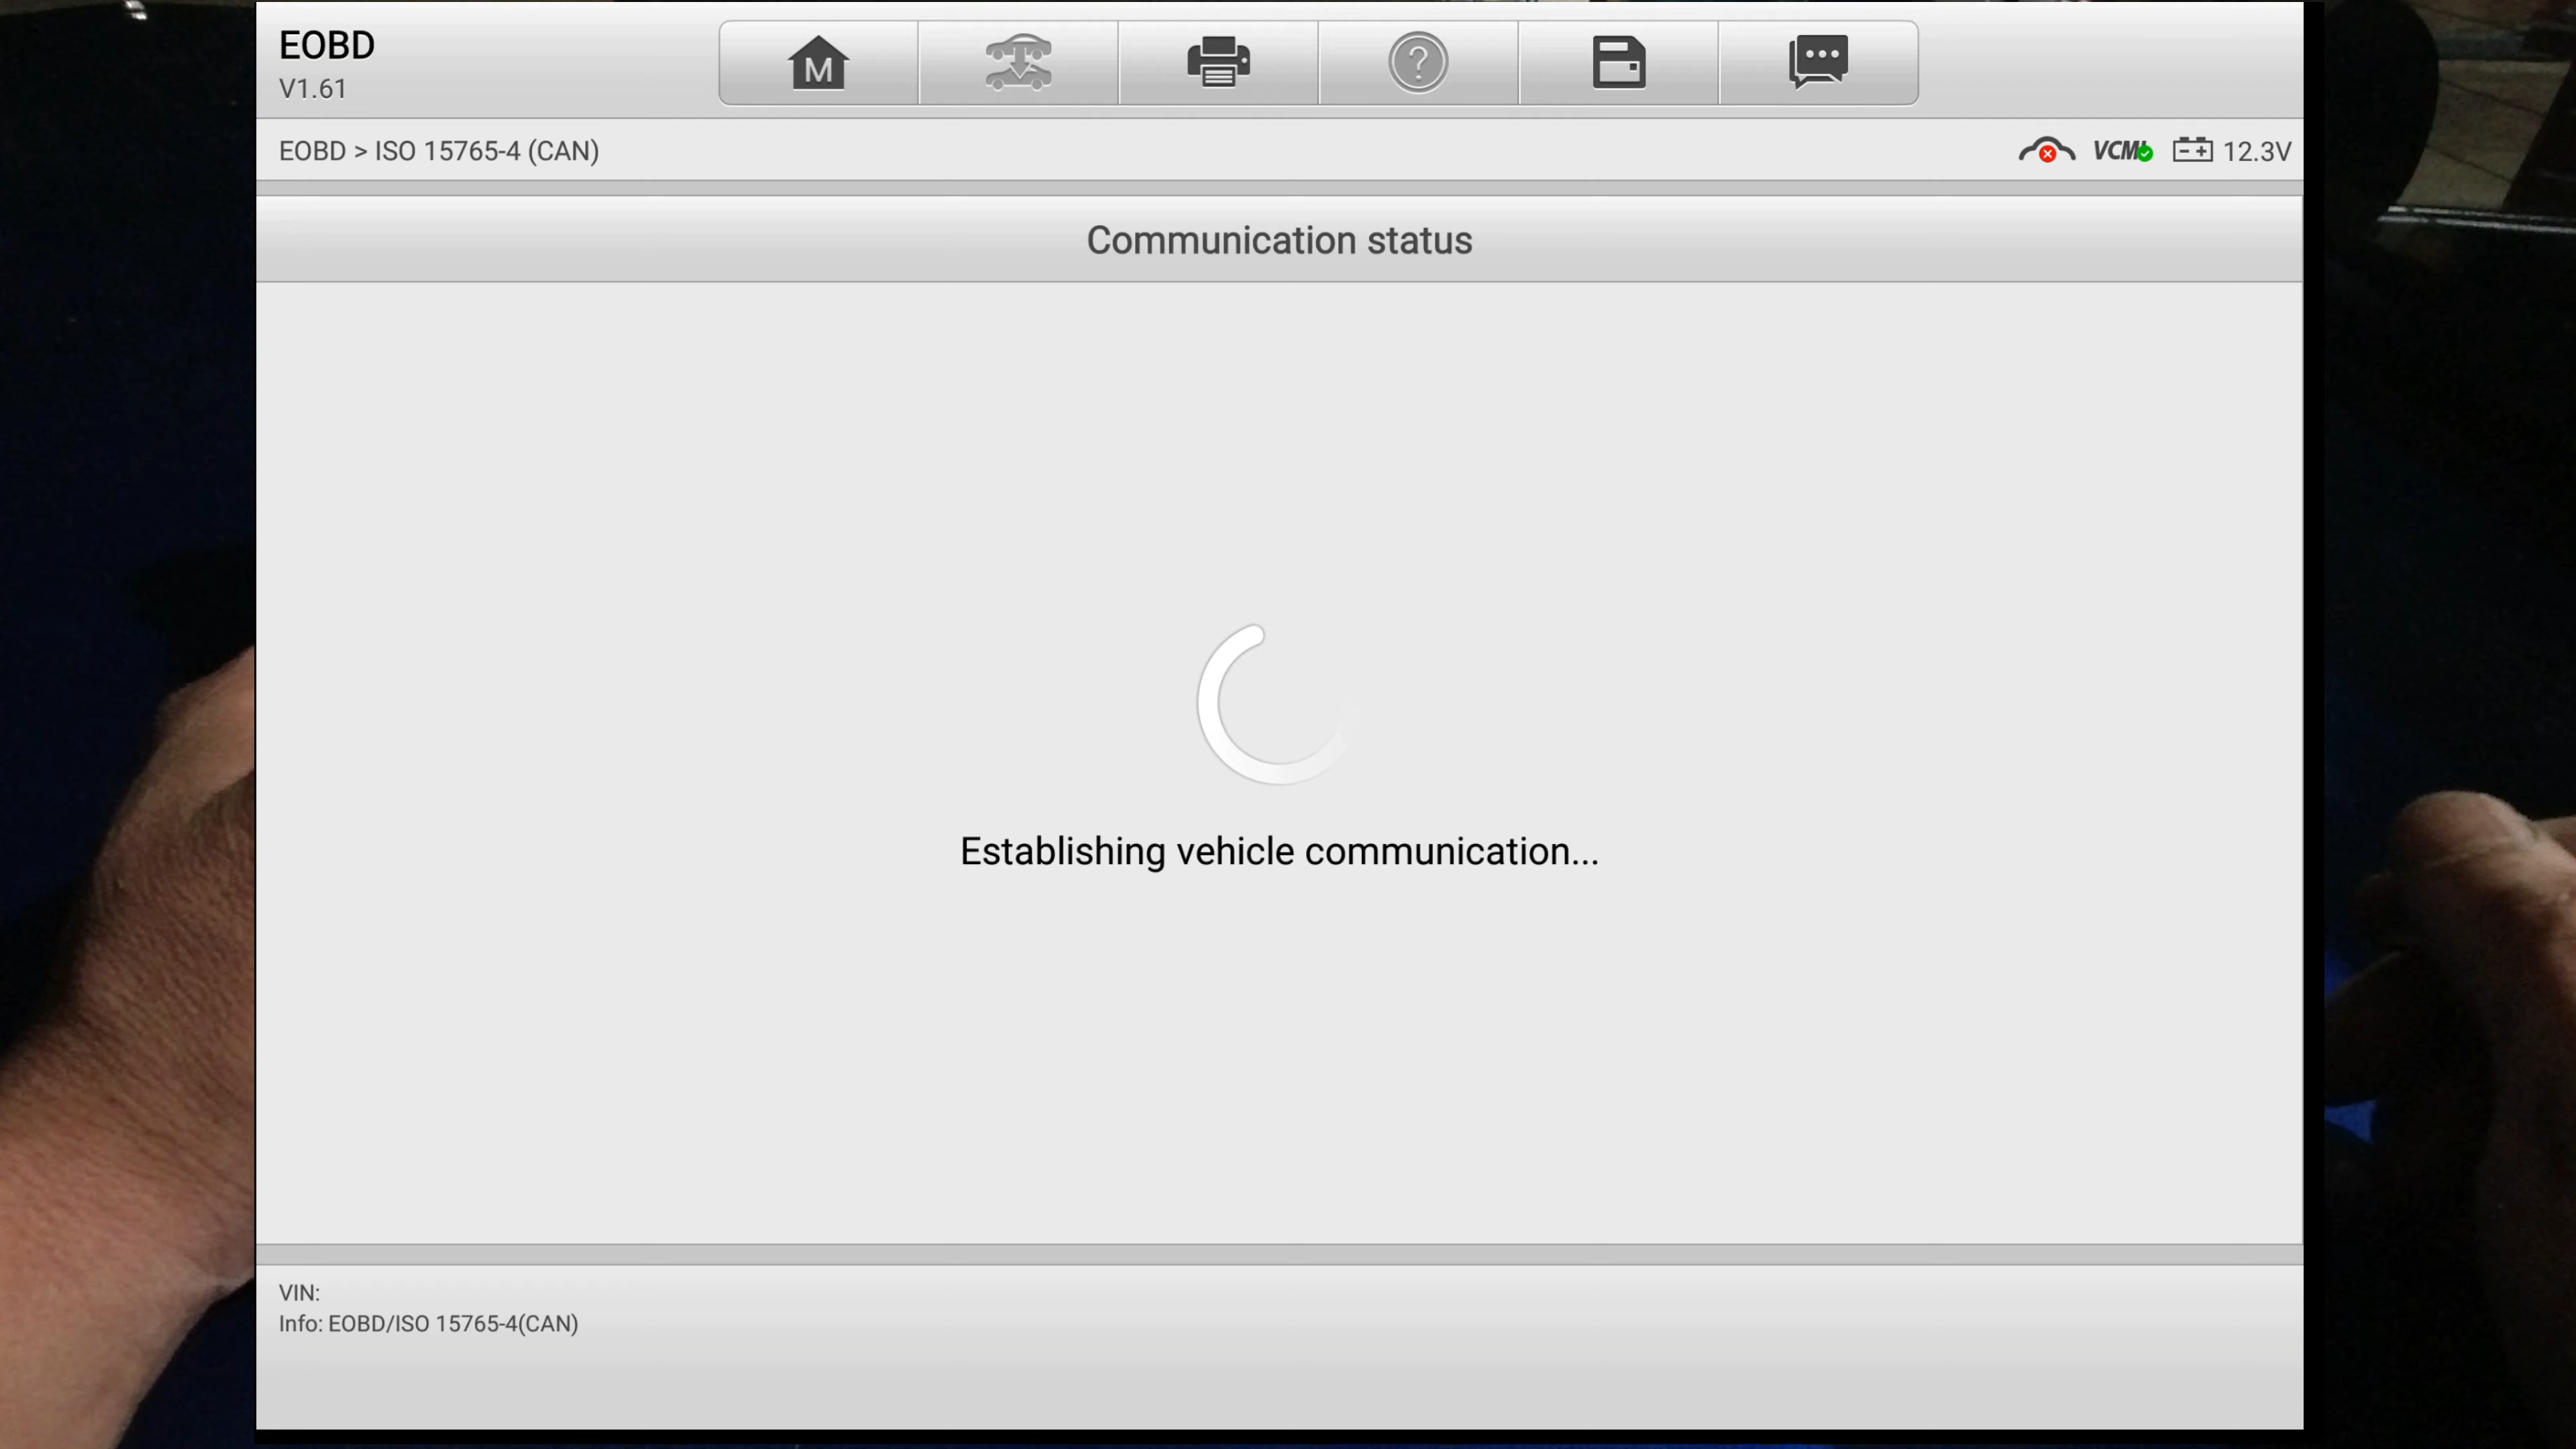 EOBD
V1.61
M
?
EOBD > ISO 15765-4 (CAN)
VCMI
12.3V
Communication status
Establishing vehicle communication...
VIN:
Info: EOBD/ISO 15765-4(CAN)